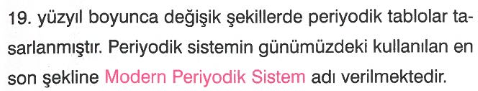 19. yüzyıl boyunca değişik şekillerde periyodik tablolar ta-
sarlanmıştır. Periyodik sistemin günümüzdeki kullanılan en
son şekline Modern Periyodik Sistem adı verilmektedir.